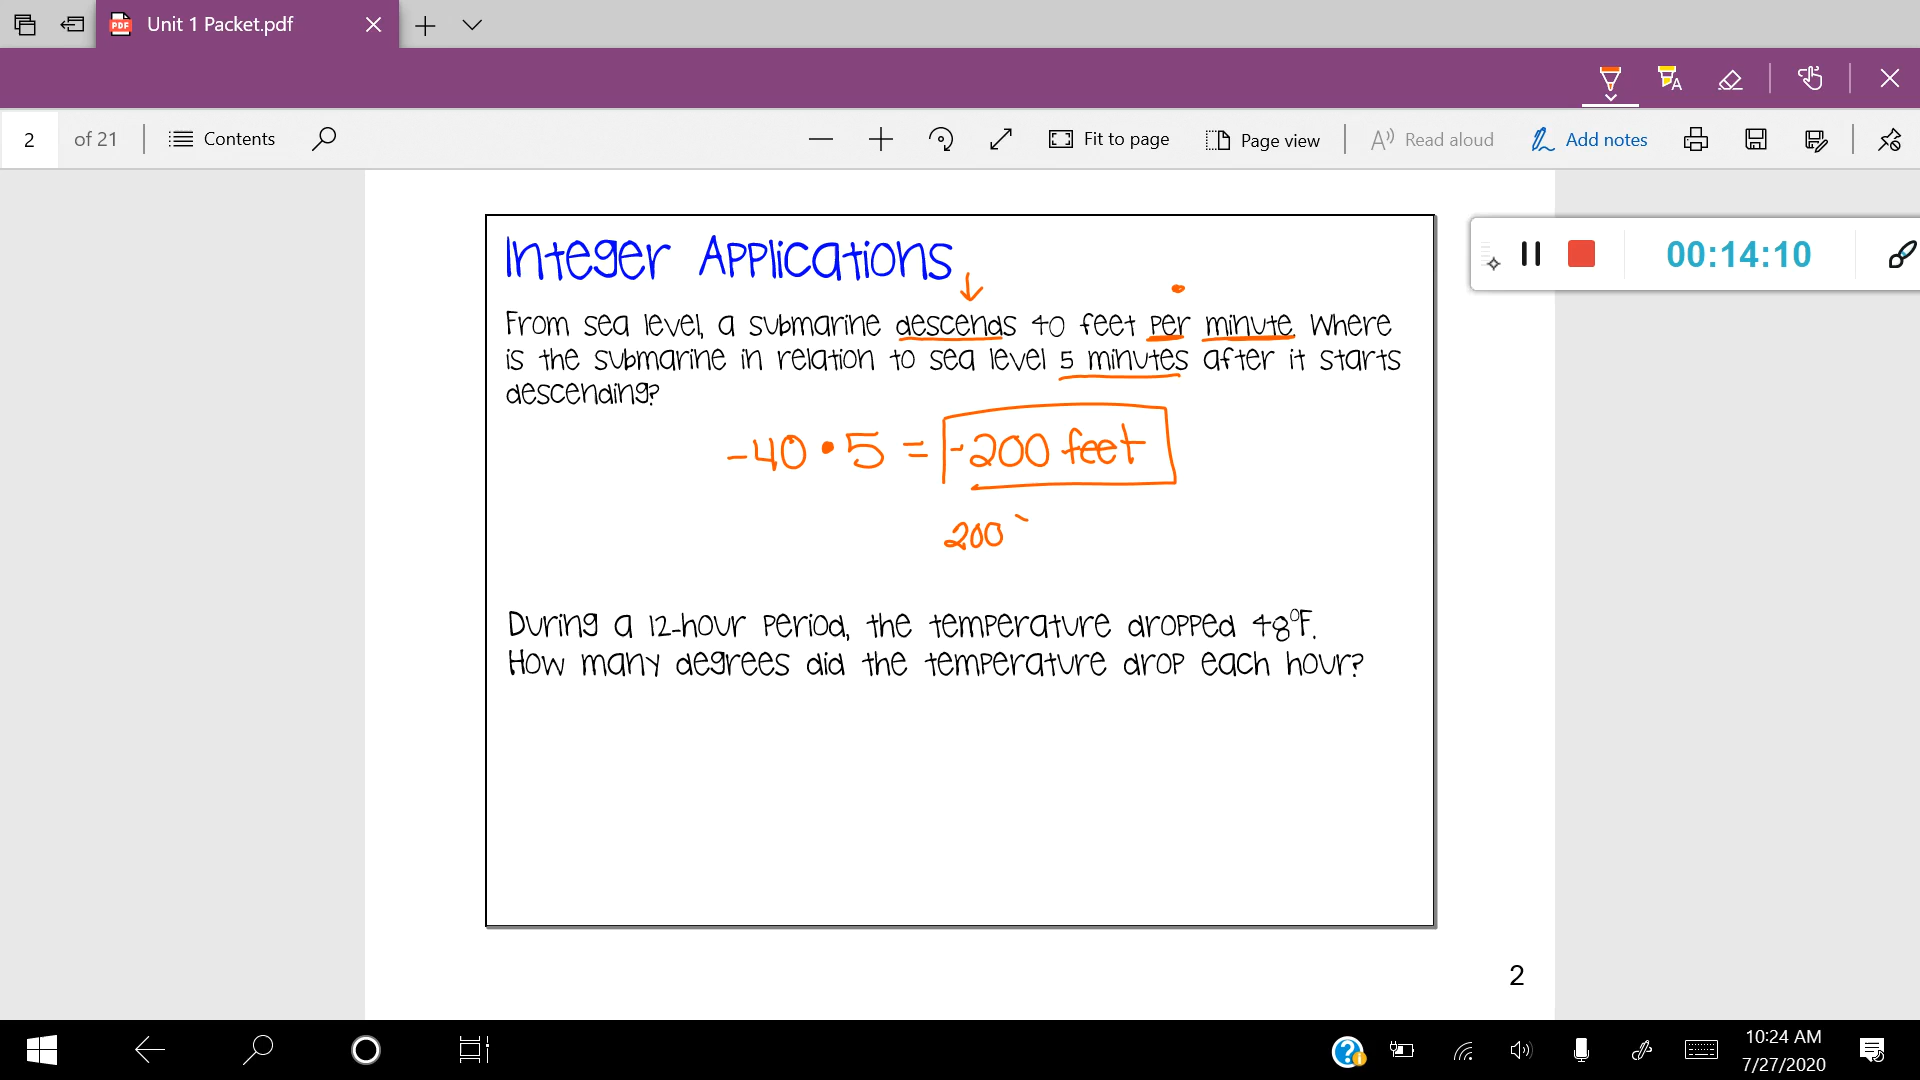 Unit 1 Packet.pdf
2 of 21 Contents Fit to page Page view Read aloud Add notes
00:14:10
Integer Applications
From sea level, a submarine descends 40 feet per minute. Where
is the submarine in relation to sea level 5 minutes after it starts
descending?
-40 • 5 = -200 feet
200
During a 12-hour period, the temperature dropped 48°F.
How many degrees did the temperature drop each hour?
2
10:24 AM
7/27/2020